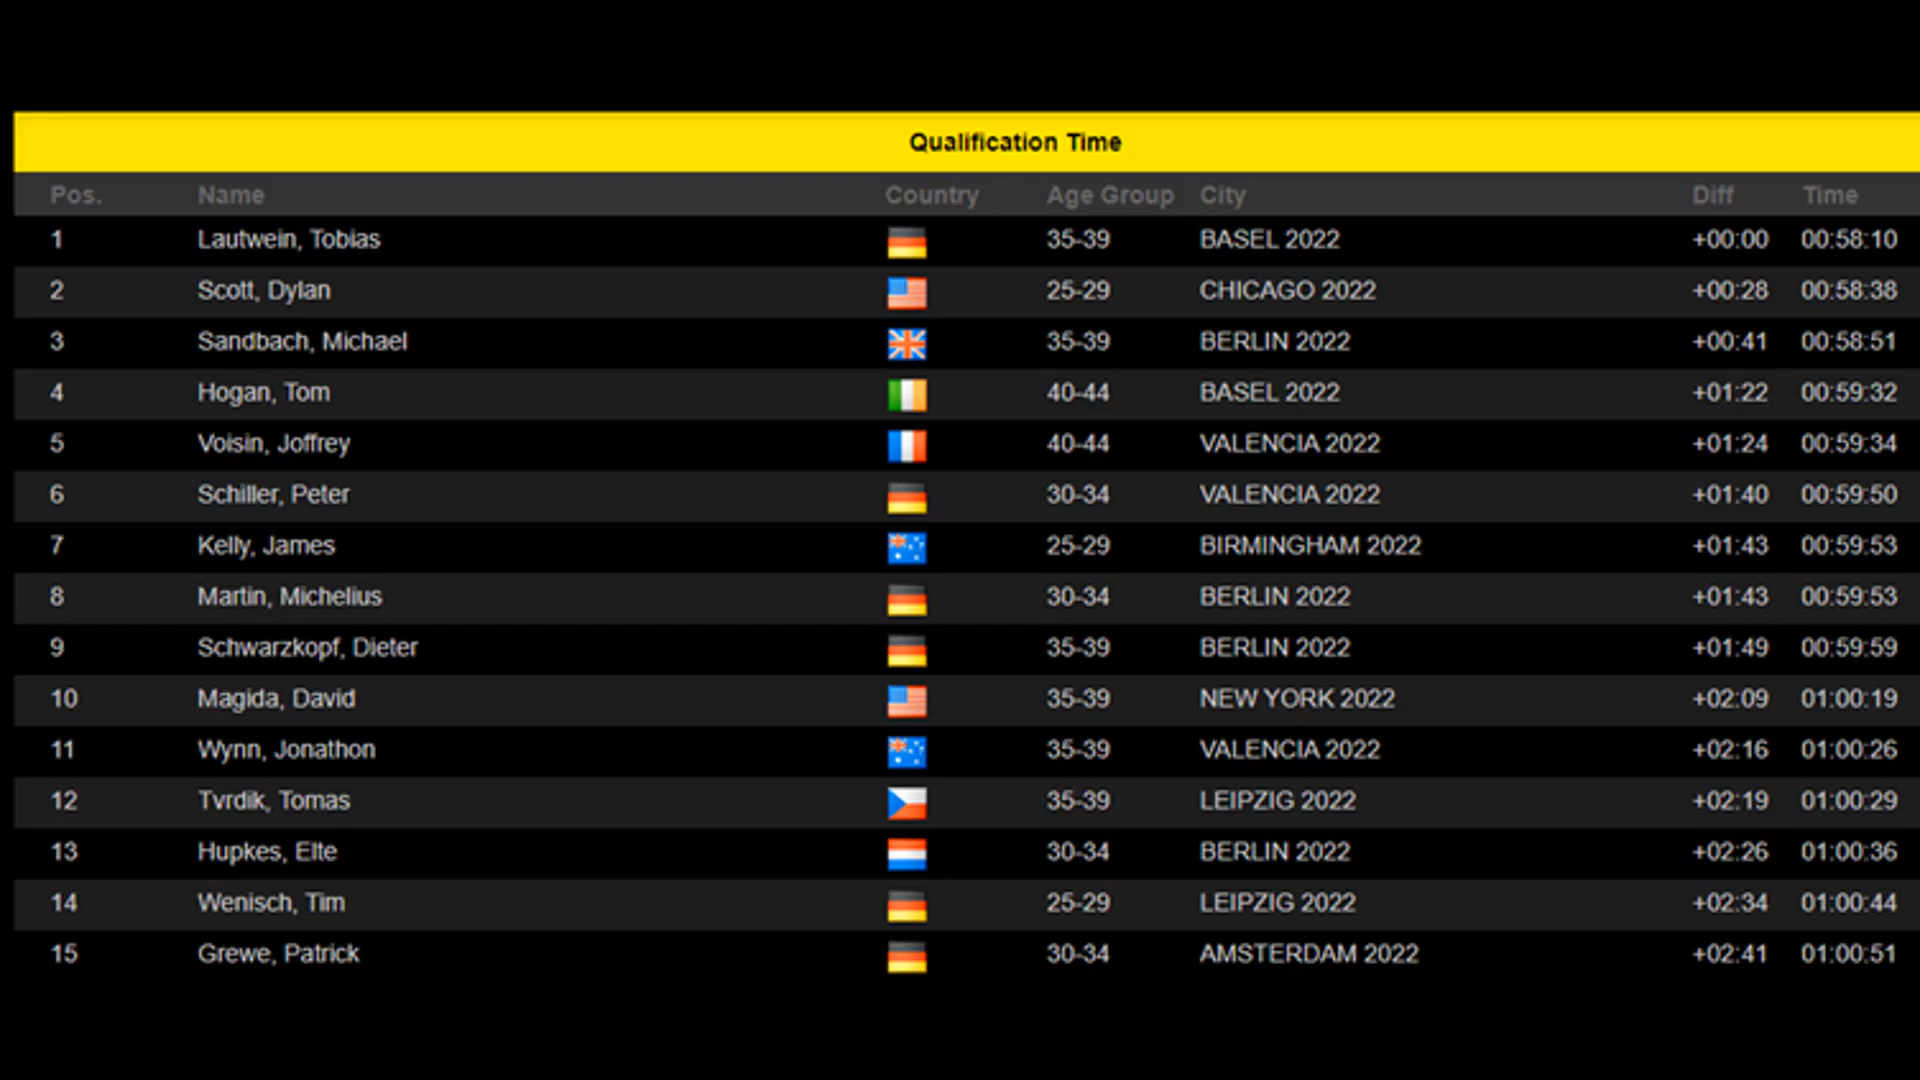 Qualification Time
Pos. Name Country Age Group City Diff Time
1 Lautwein, Tobias 35-39 BASEL 2022 +00:00 00:58:10
2 Scott, Dylan 25-29 CHICAGO 2022 +00:28 00:58:38
3 Sandbach, Michael 35-39 BERLIN 2022 +00:41 00:58:51
4 Hogan, Tom 40-44 BASEL 2022 +01:22 00:59:32
5 Voisin, Joffrey 40-44 VALENCIA 2022 +01:24 00:59:34
6 Schiller, Peter 30-34 VALENCIA 2022 +01:40 00:59:50
7 Kelly, James 25-29 BIRMINGHAM 2022 +01:43 00:59:53
8 Martin, Michelius 30-34 BERLIN 2022 +01:43 00:59:53
9 Schwarzkopf, Dieter 35-39 BERLIN 2022 +01:49 00:59:59
10 Magida, David 35-39 NEW YORK 2022 +02:09 01:00:19
11 Wynn, Jonathon 35-39 VALENCIA 2022 +02:16 01:00:26
12 Tvrdik, Tomas 35-39 LEIPZIG 2022 +02:19 01:00:29
13 Hupkes, Elte 30-34 BERLIN 2022 +02:26 01:00:36
14 Wenisch, Tim 25-29 LEIPZIG 2022 +02:34 01:00:44
15 Grewe, Patrick 30-34 AMSTERDAM 2022 +02:41 01:00:51